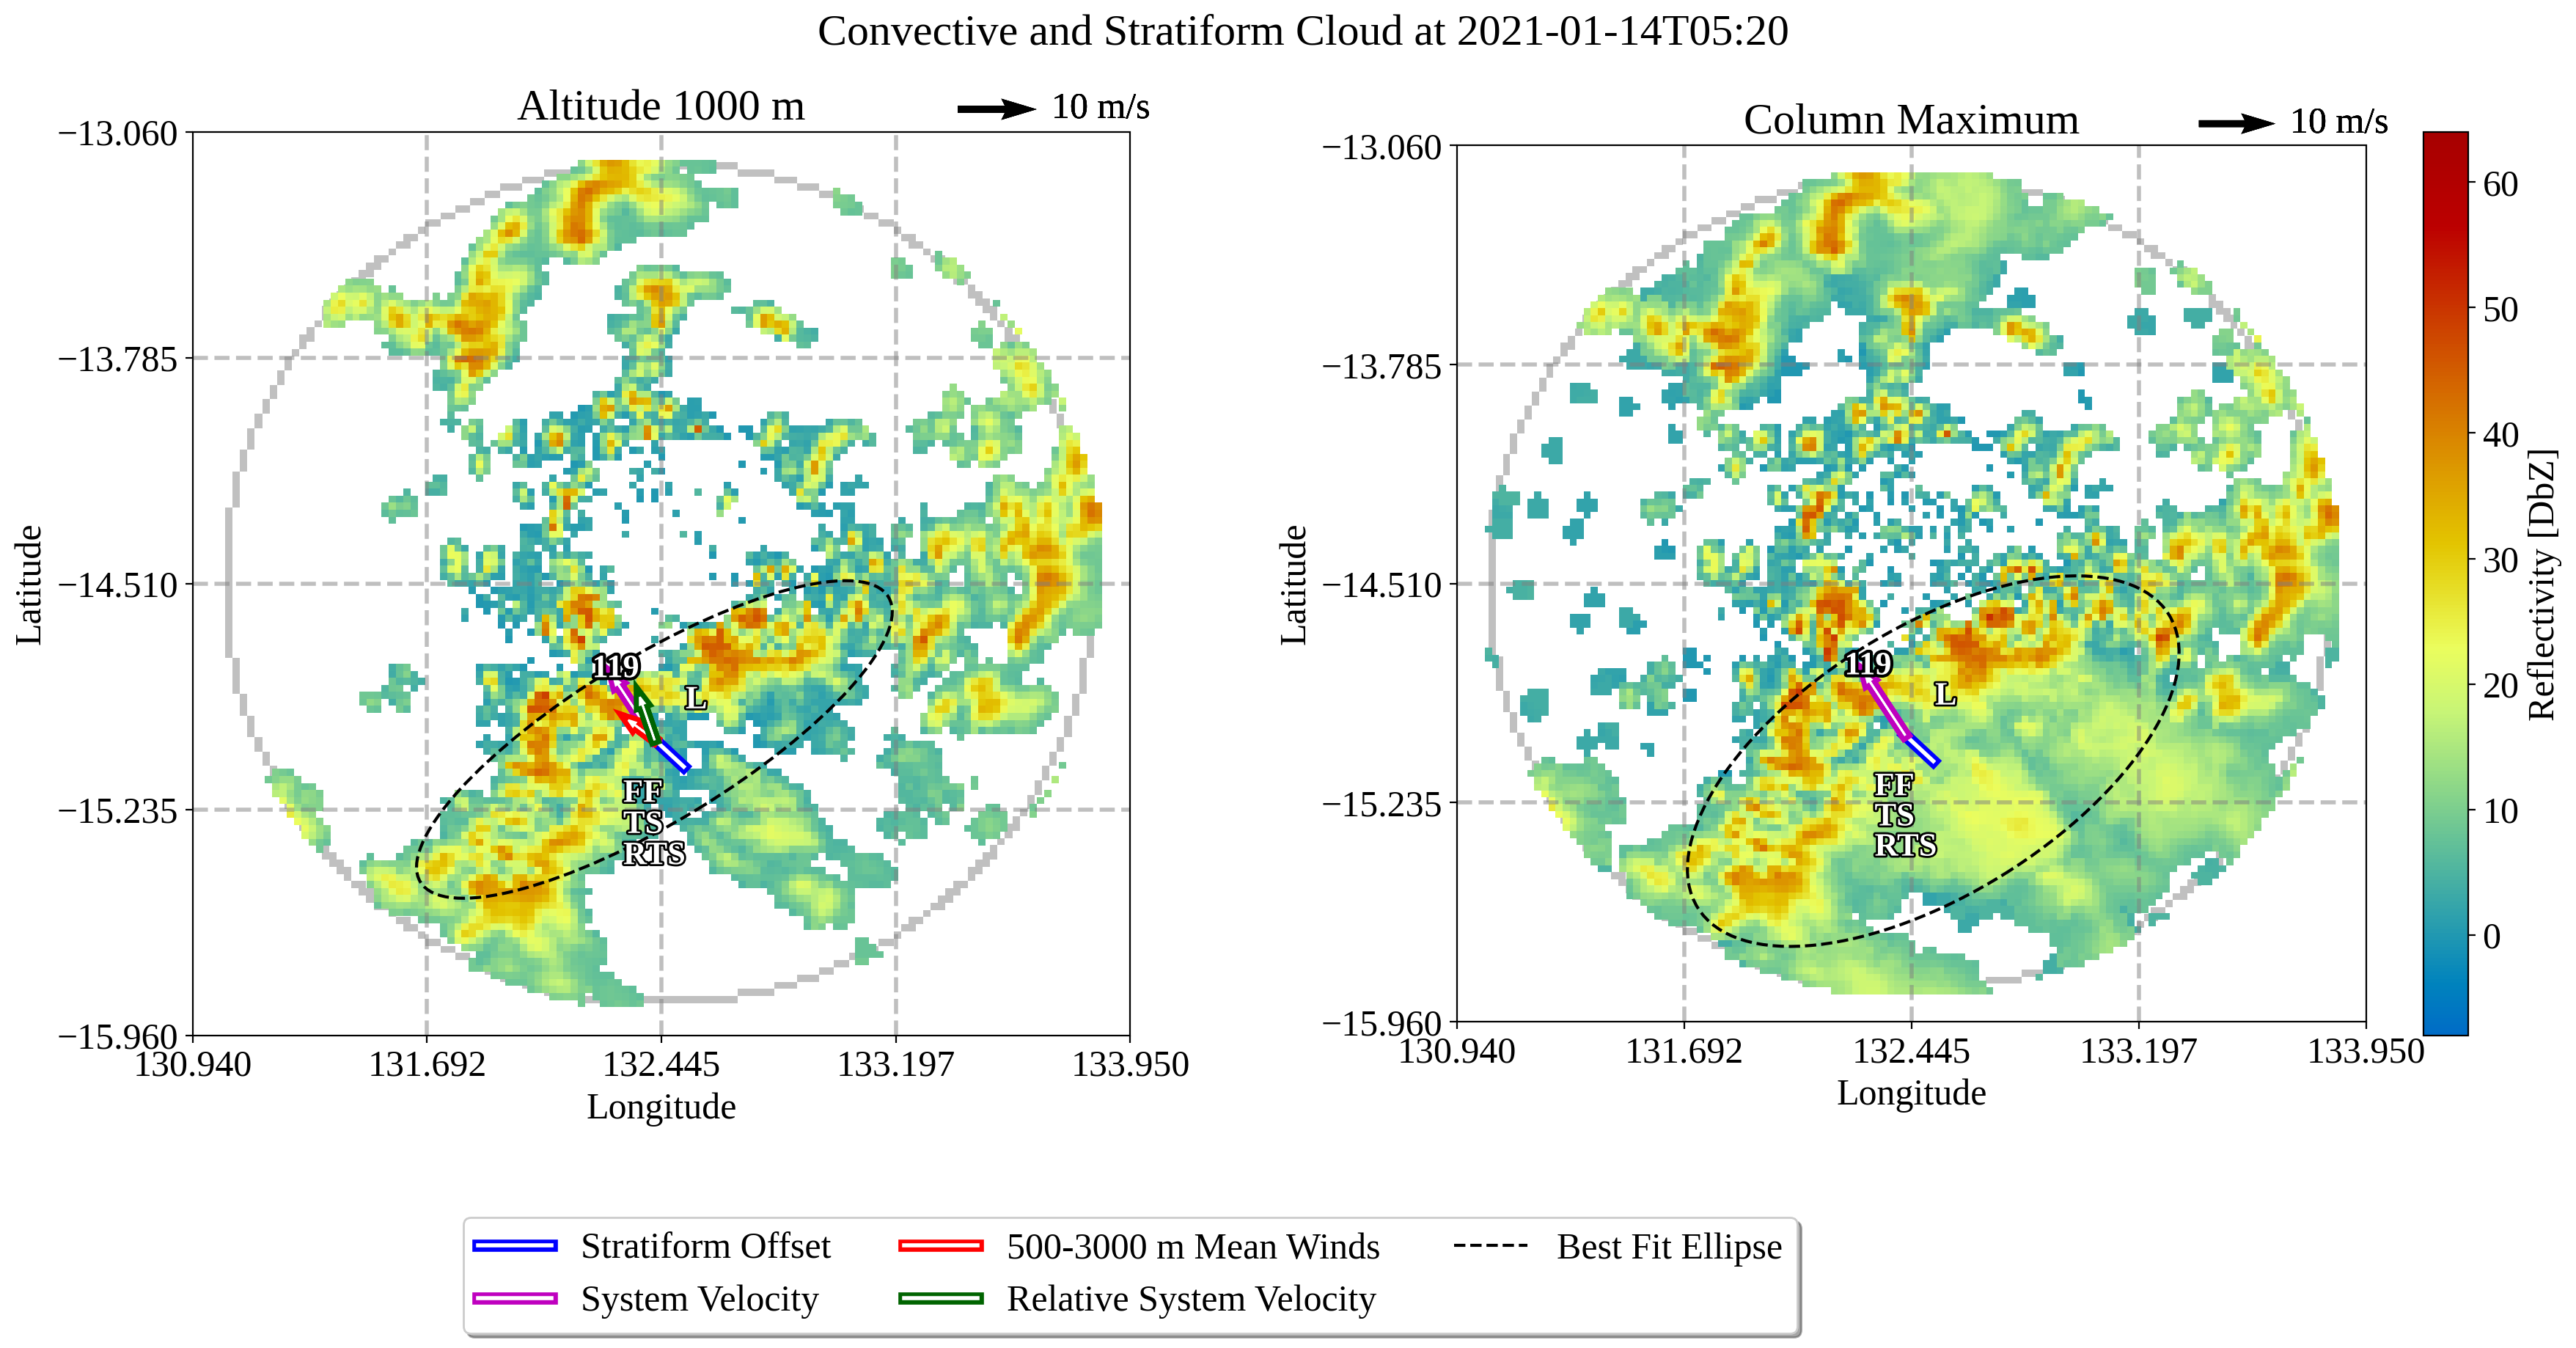 Convective and Stratiform Cloud at 2021-01-14T05:20
Altitude 1000 m
10 m/s
−13.060
−13.785
−14.510
−15.235
−15.960
Latitude
130.940
131.692
132.445
133.197
133.950
Longitude
119
L
FF
TS
RTS
Column Maximum
10 m/s
−13.060
−13.785
−14.510
−15.235
−15.960
Latitude
130.940
131.692
132.445
133.197
133.950
Longitude
119
L
FF
TS
RTS
60
50
40
30
20
10
0
Reflectivity [DbZ]
Stratiform Offset
System Velocity
500-3000 m Mean Winds
Relative System Velocity
Best Fit Ellipse